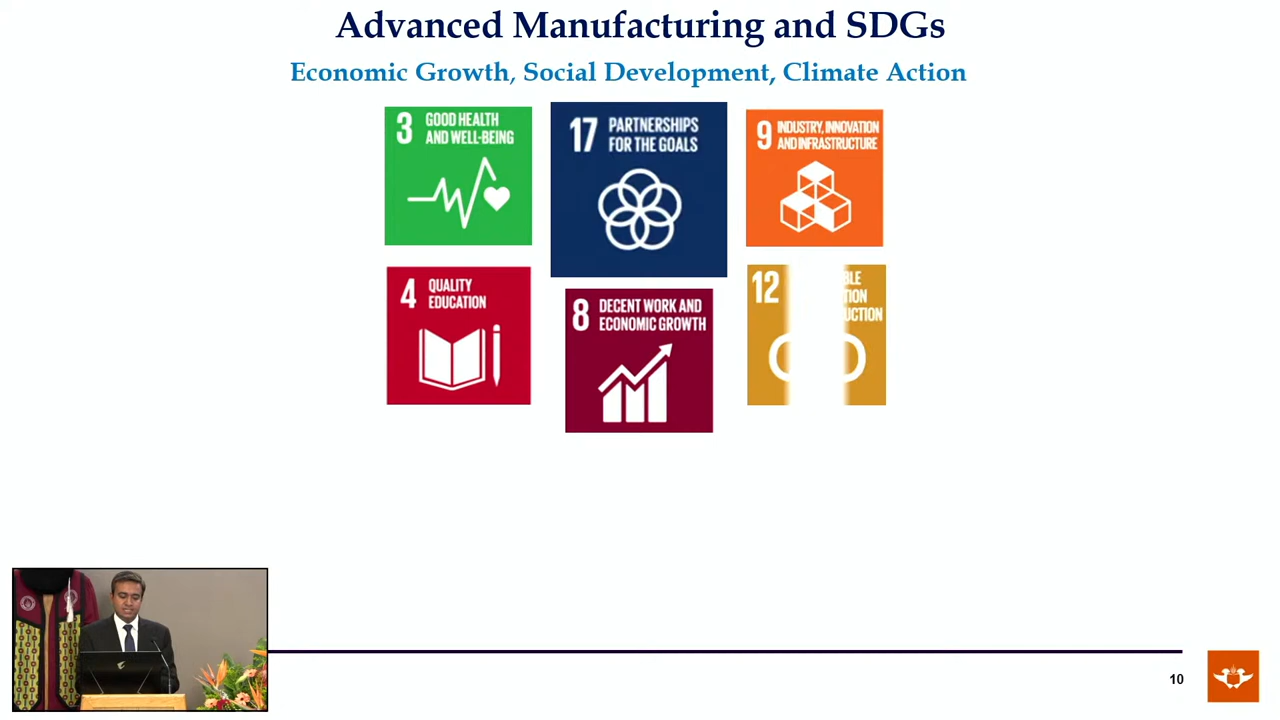 Advanced Manufacturing and SDGs
Economic Growth, Social Development, Climate Action
3 GOOD HEALTH
AND WELL-BEING
17 PARTNERSHIPS
FOR THE GOALS
9 INDUSTRY, INNOVATION
AND INFRASTRUCTURE
4 QUALITY
EDUCATION
8 DECENT WORK AND
ECONOMIC GROWTH
12
10